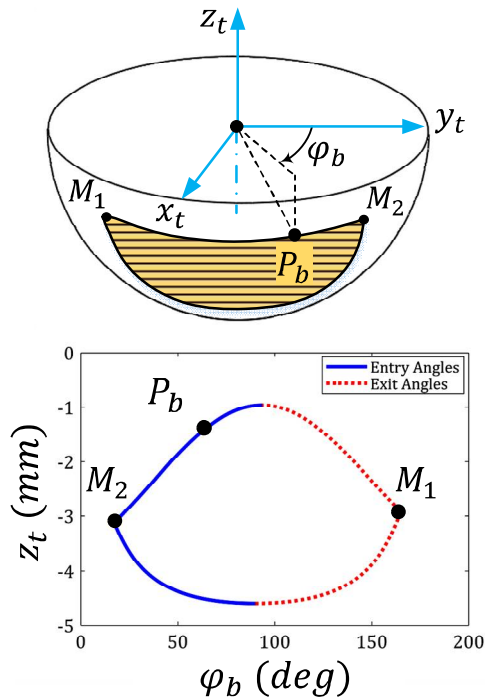 z_t
y_t
φ_b
M_1
x_t
M_2
P_b
0
-1
-2
-3
-4
-5
z_t (mm)
Entry Angles
Exit Angles
P_b
M_2
M_1
0
50
100
150
200
φ_b (deg)